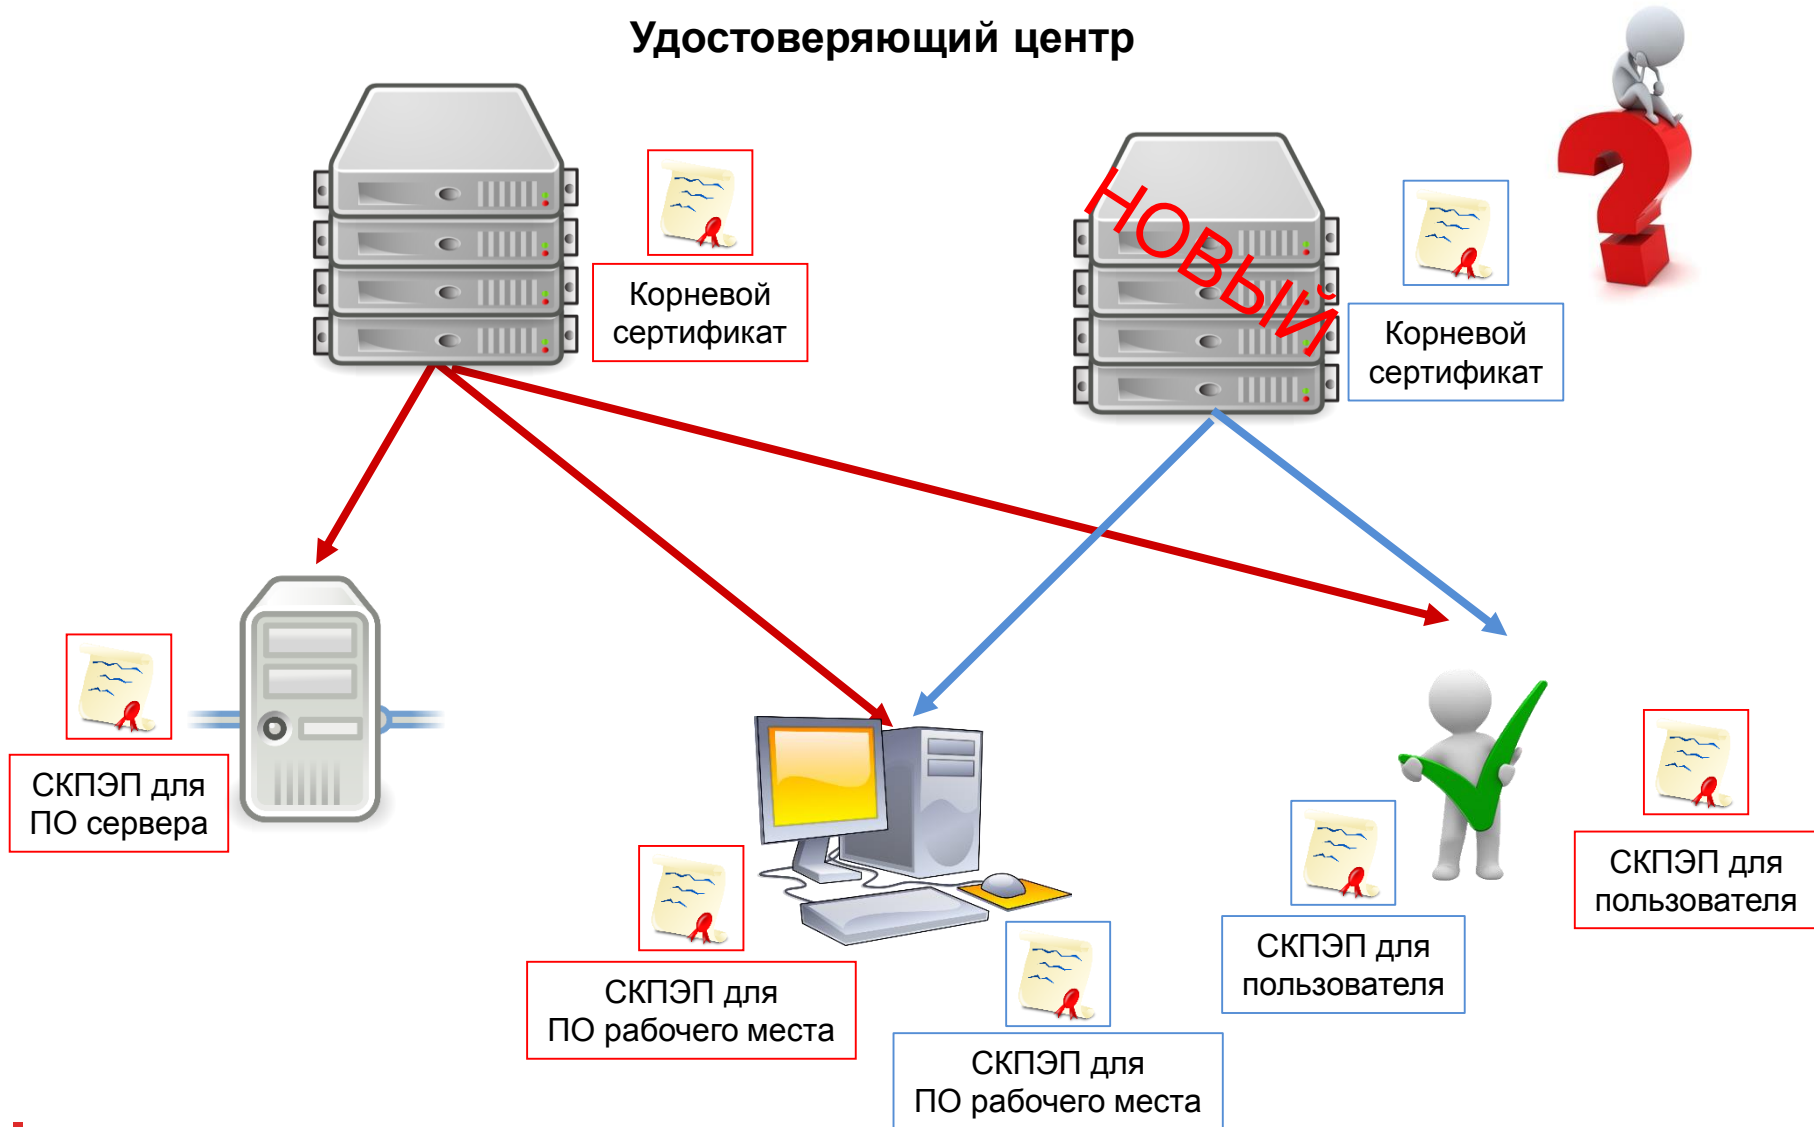 Удостоверяющий центр
НОВЫЙ
Корневой
сертификат
Корневой
сертификат
СКПЭП для
ПО сервера
СКПЭП для
ПО рабочего места
СКПЭП для
ПО рабочего места
СКПЭП для
пользователя
СКПЭП для
пользователя